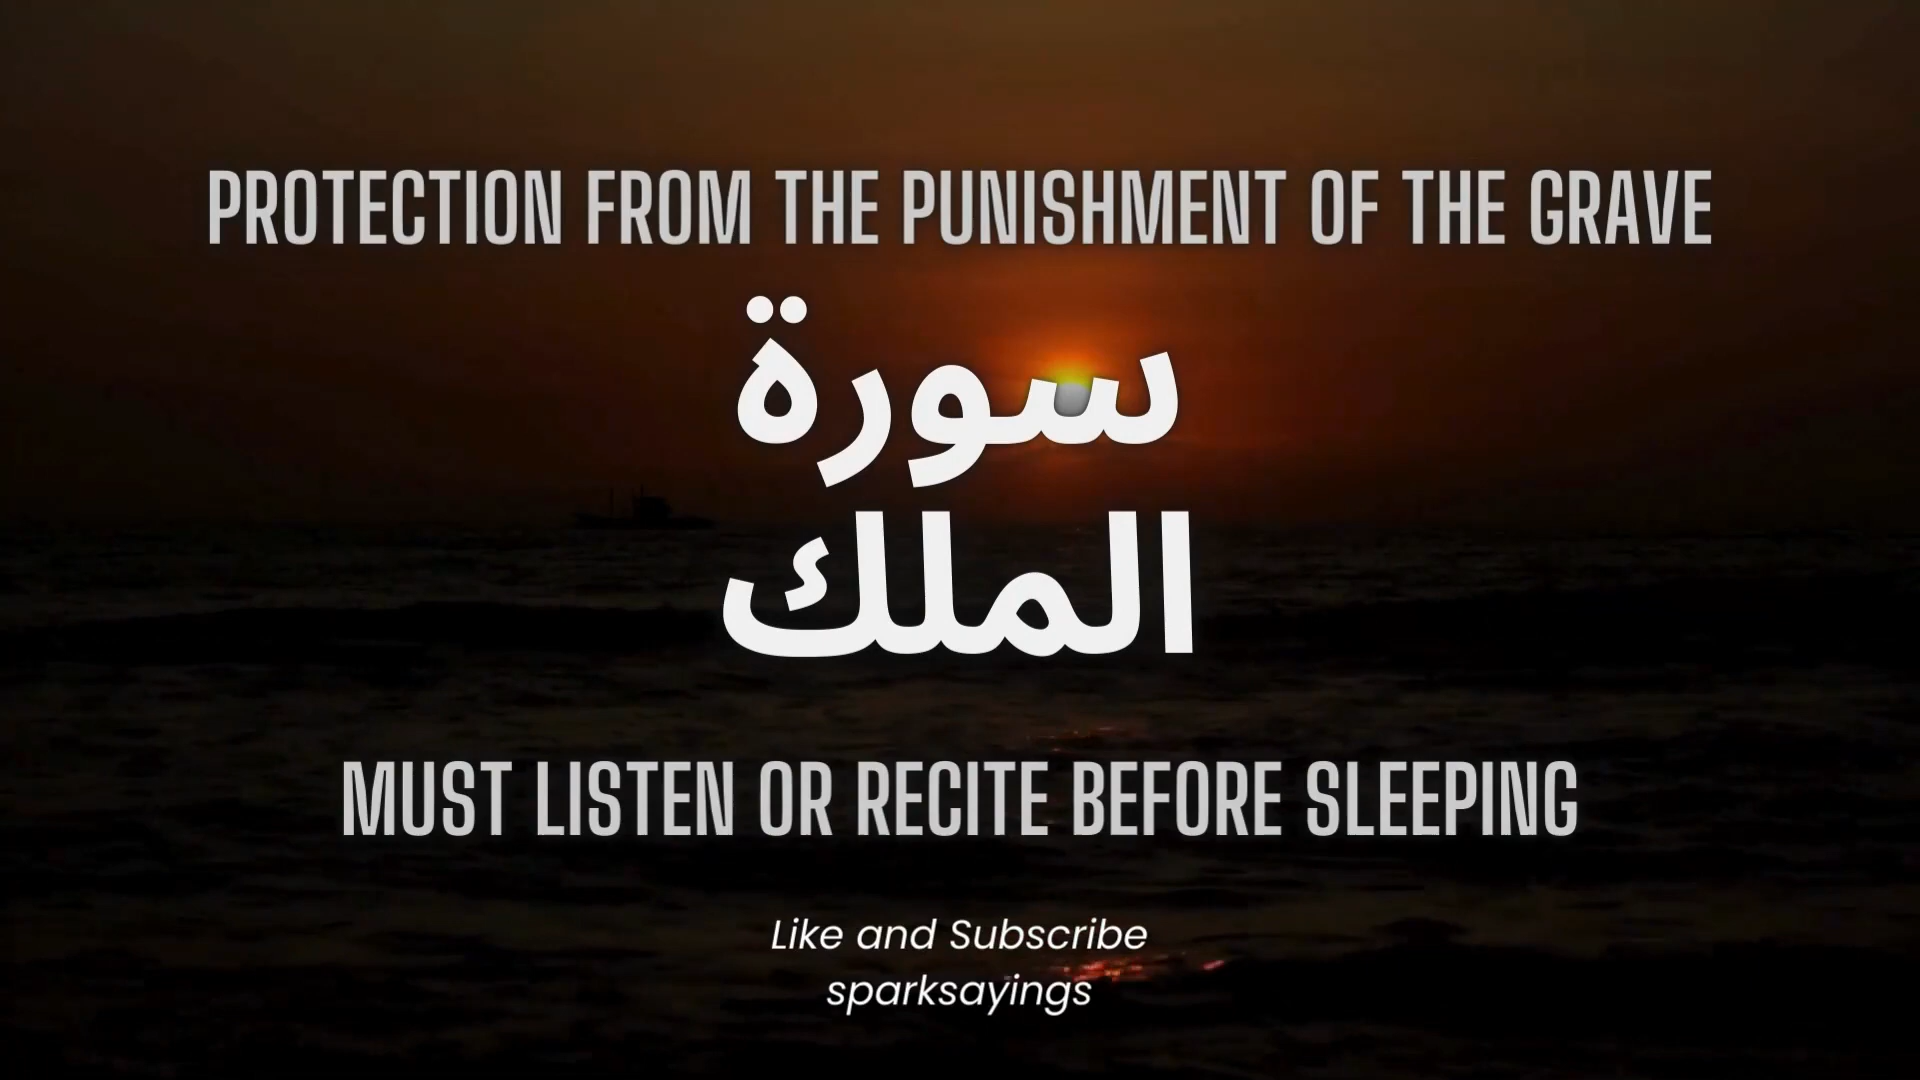 PROTECTION FROM THE PUNISHMENT OF THE GRAVE
سورة
الملك
MUST LISTEN OR RECITE BEFORE SLEEPING
Like and Subscribe
sparksayings